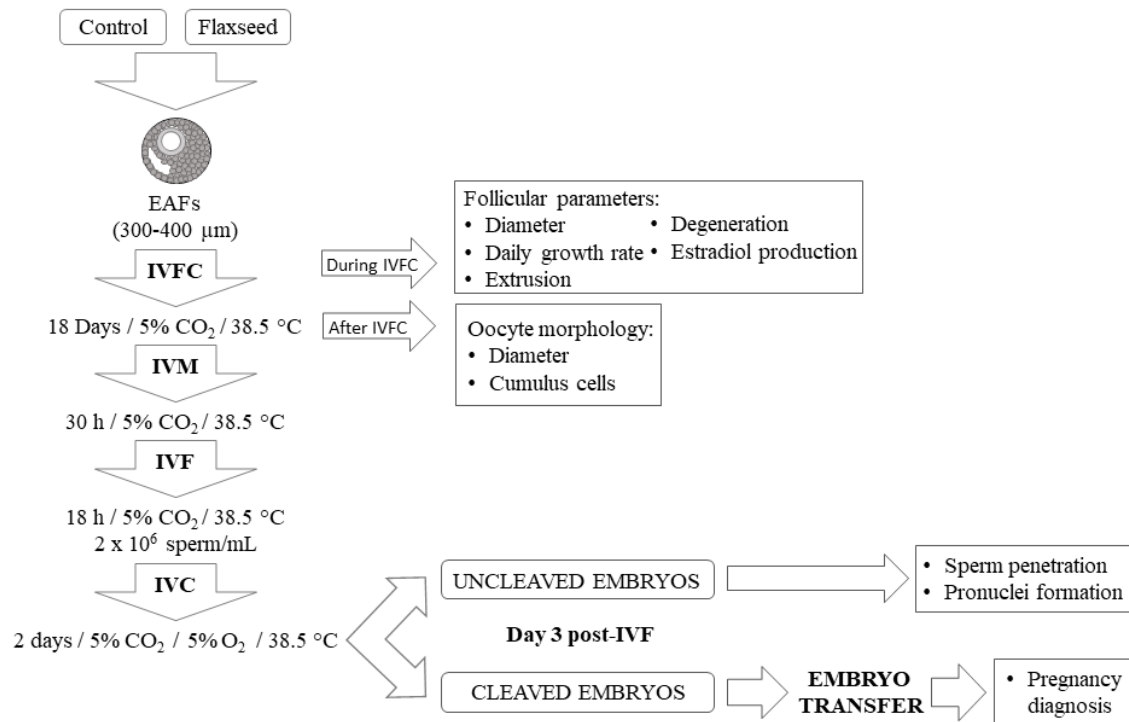 Control
Flaxseed
EAFs
(300-400 µm)
IVFC
During IVFC
Follicular parameters:
• Diameter
• Daily growth rate
• Extrusion
• Degeneration
• Estradiol production
18 Days / 5% CO₂ / 38.5 °C
After IVFC
Oocyte morphology:
• Diameter
• Cumulus cells
IVM
30 h / 5% CO₂ / 38.5 °C
IVF
18 h / 5% CO₂ / 38.5 °C
2 x 10⁶ sperm/mL
IVC
2 days / 5% CO₂ / 5% O₂ / 38.5 °C
UNCLEAVED EMBRYOS
• Sperm penetration
• Pronuclei formation
Day 3 post-IVF
CLEAVED EMBRYOS
EMBRYO
TRANSFER
• Pregnancy
diagnosis